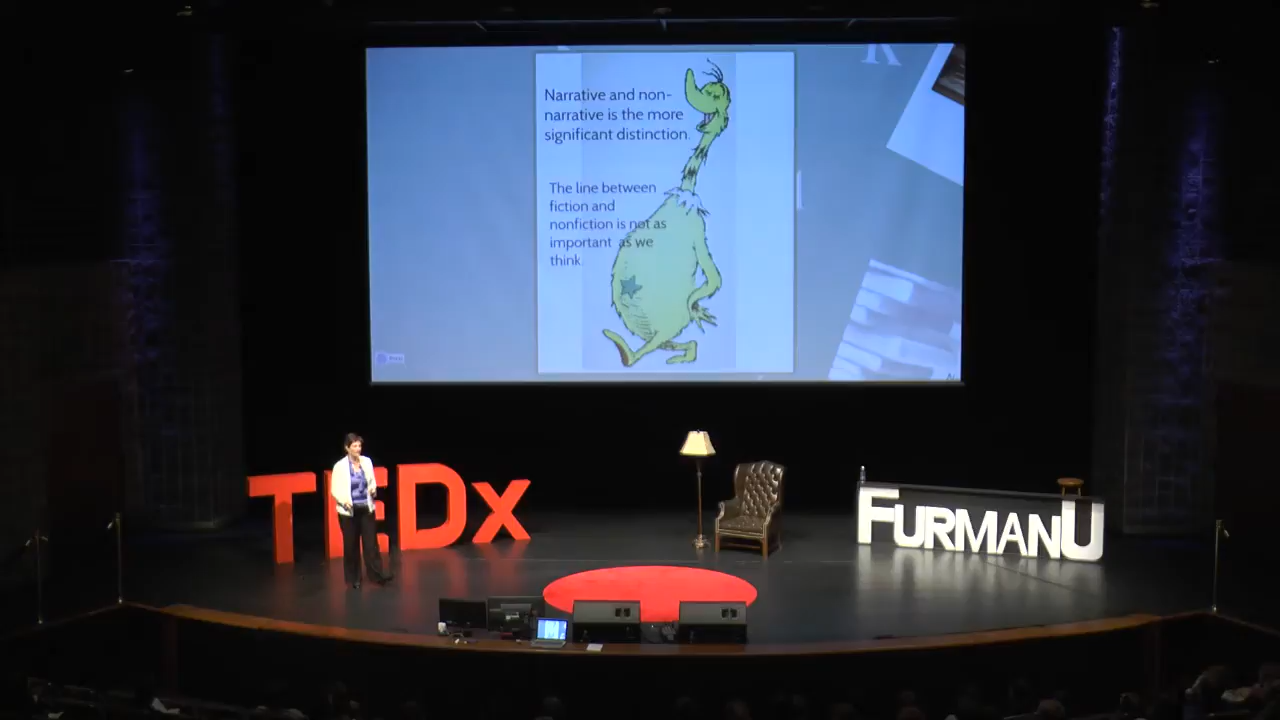 K
Narrative and non-
narrative is the more
significant distinction.
The line between
fiction and
nonfiction is not as
important as we
think.
TEDx
FURMANU